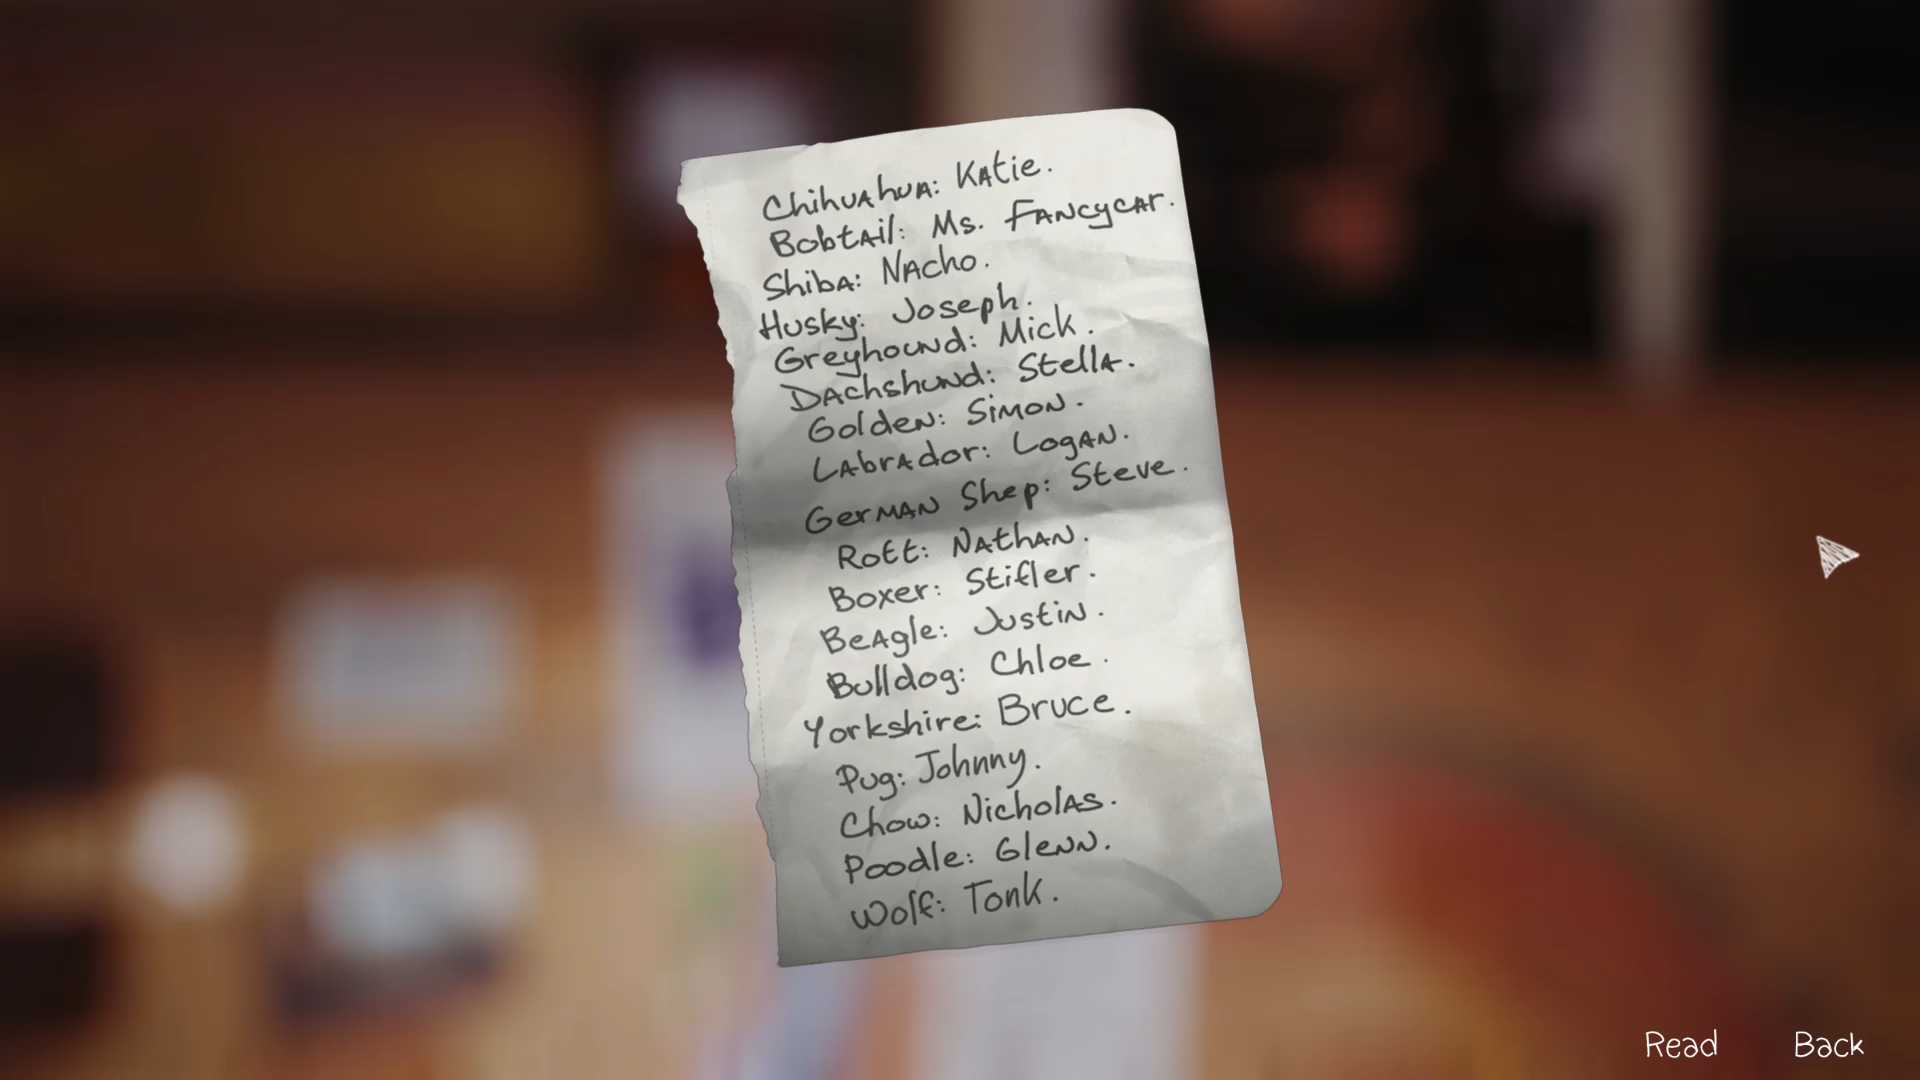 Chihuahua: Katie.
Bobtail: Ms. Fancycar.
Shiba: Nacho.
Husky: Joseph.
Greyhound: Mick.
Dachshund: Stella.
Golden: Simon.
Labrador: Logan.
German Shep: Steve.
Rott: Nathan.
Boxer: Stifler.
Beagle: Justin.
Bulldog: Chloe.
Yorkshire: Bruce.
Pug: Johnny.
Chow: Nicholas.
Poodle: Glenn.
Wolf: Tonk.
Read Back